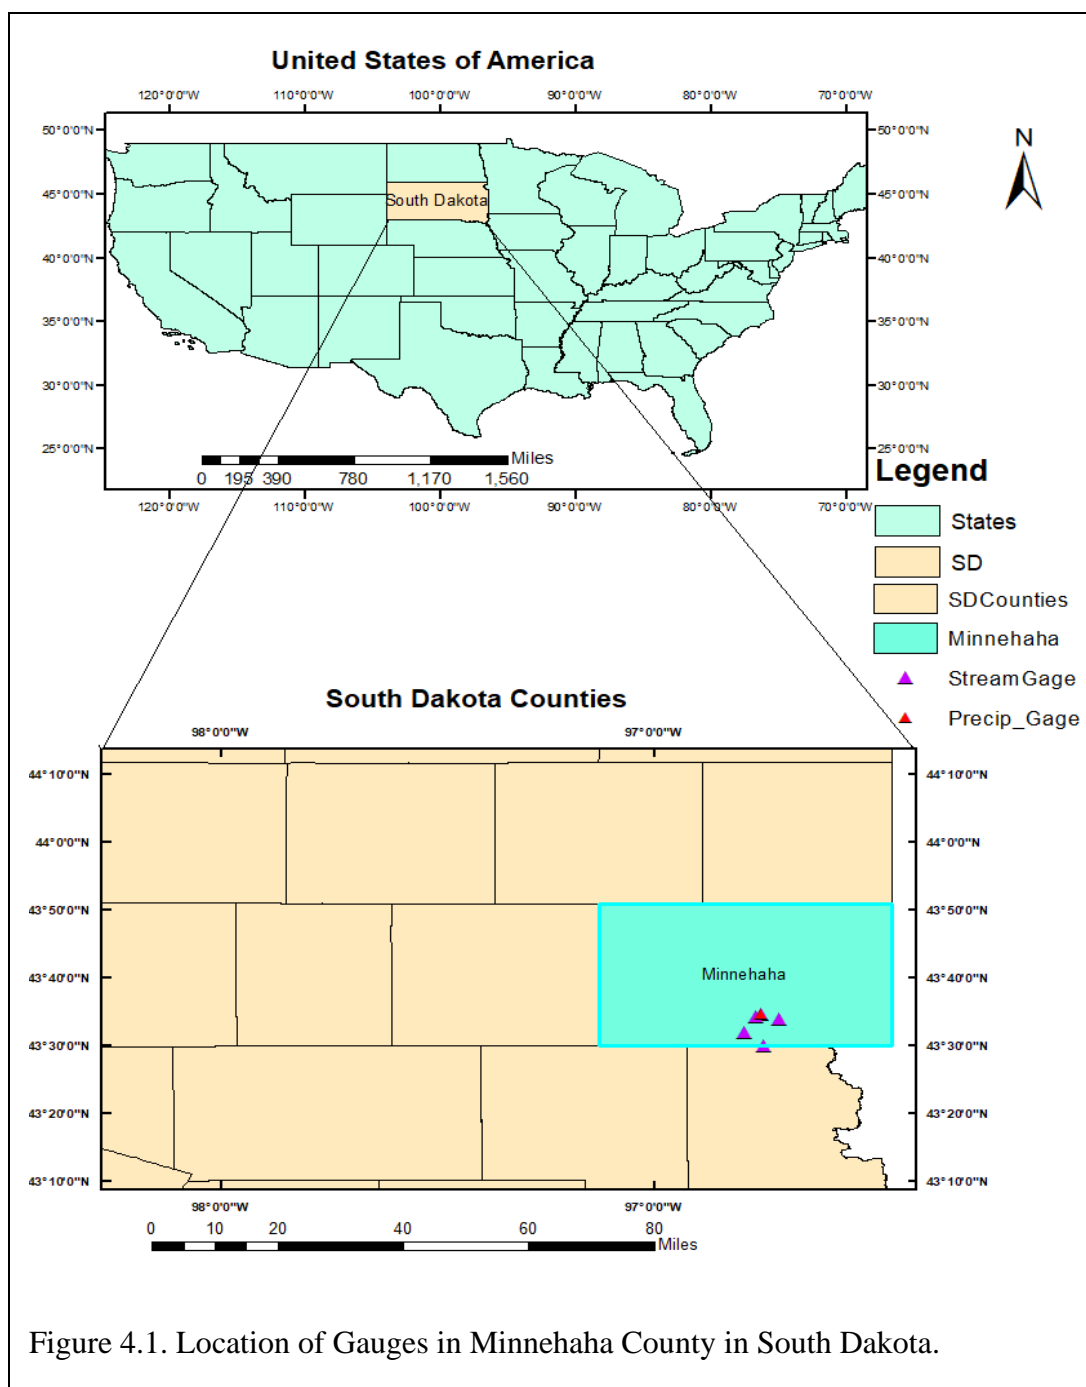 United States of America
120°0'0"W 110°0'0"W 100°0'0"W 90°0'0"W 80°0'0"W 70°0'0"W
50°0'0"N 50°0'0"N
N
45°0'0"N South Dakota 45°0'0"N
40°0'0"N 40°0'0"N
35°0'0"N 35°0'0"N
30°0'0"N 30°0'0"N
25°0'0"N 25°0'0"N
Miles
0 195 390 780 1,170 1,560
120°0'0"W 110°0'0"W 100°0'0"W 90°0'0"W 80°0'0"W 70°0'0"W
Legend
States
SD
SDCounties
Minnehaha
StreamGage
Precip_Gage
South Dakota Counties
98°0'0"W 97°0'0"W
44°10'0"N 44°10'0"N
44°0'0"N 44°0'0"N
43°50'0"N 43°50'0"N
43°40'0"N Minnehaha 43°40'0"N
43°30'0"N 43°30'0"N
43°20'0"N 43°20'0"N
43°10'0"N 43°10'0"N
98°0'0"W 97°0'0"W
0 10 20 40 60 80
Miles
Figure 4.1. Location of Gauges in Minnehaha County in South Dakota.